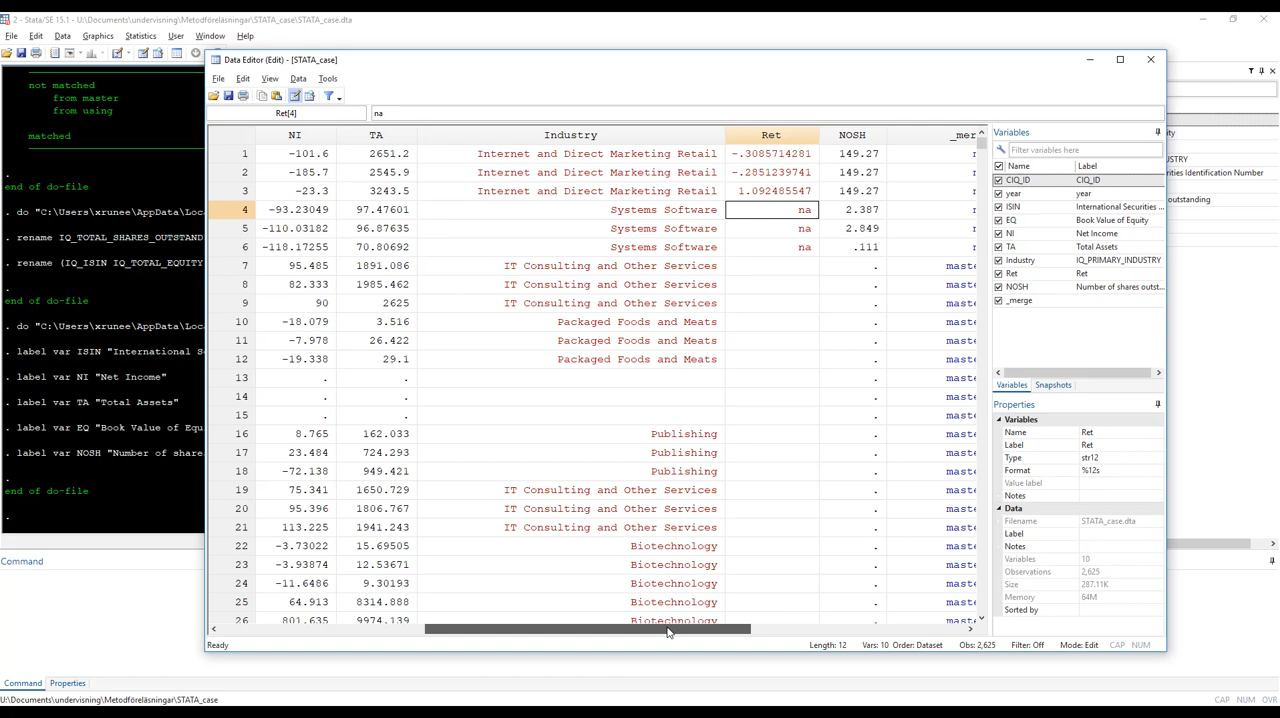 2 - Stata/SE 15.1 - U:\Documents\undervisning\Metodföreläsningar\STATA_case\STATA_case.dta
File Edit Data Graphics Statistics User Window Help
not matched
from master
from using
matched
.
end of do-file
. do "C:\Users\xrunee\AppData\Loca
. rename IQ_TOTAL_SHARES_OUTSTAND
. rename (IQ_ISIN IQ_TOTAL_EQUITY
.
end of do-file
. do "C:\Users\xrunee\AppData\Loca
. label var ISIN "International Se
. label var NI "Net Income"
. label var TA "Total Assets"
. label var EQ "Book Value of Equ
. label var NOSH "Number of share
.
end of do-file
.
Command
Command Properties
U:\Documents\undervisning\Metodföreläsningar\STATA_case
CAP NUM OVR
Data Editor (Edit) - [STATA_case]
File Edit View Data Tools
Ret[4] na
NI TA Industry Ret NOSH _merg
1 TA 2651.2 Internet and Direct Marketing Retail -.3085714281 149.27
2 -185.7 2545.9 Internet and Direct Marketing Retail -.2851239741 149.27
3 -23.3 3243.5 Internet and Direct Marketing Retail 1.092485547 149.27
4 -93.23049 97.47601 Systems Software na 2.387
5 -110.03182 96.87635 Systems Software na 2.849
6 -118.17255 70.80692 Systems Software na .111
7 95.485 1891.086 IT Consulting and Other Services . maste
8 82.333 1985.462 IT Consulting and Other Services . maste
9 90 2625 IT Consulting and Other Services . maste
10 -18.079 3.516 Packaged Foods and Meats . maste
11 -7.978 26.422 Packaged Foods and Meats . maste
12 -19.338 29.1 Packaged Foods and Meats . maste
13 . . . maste
14 . . . maste
15 . . . maste
16 8.765 162.033 Publishing . maste
17 23.484 724.293 Publishing . maste
18 -72.138 949.421 Publishing . maste
19 75.341 1650.729 IT Consulting and Other Services . maste
20 95.396 1806.767 IT Consulting and Other Services . maste
21 113.225 1941.243 IT Consulting and Other Services . maste
22 -3.73022 15.69505 Biotechnology . maste
23 12.53671 Biotechnology . maste
24 -11.6486 9.30193 Biotechnology . maste
25 64.913 8314.888 Biotechnology . maste
26 801.635 9974.139 Biotechnology . maste
Ready
Length: 12 Vars: 10 Order: Dataset Obs: 2,625 Filter: Off Mode: Edit CAP NUM
Variables
Filter variables here
Name Label
CIQ_ID CIQ_ID
year year
ISIN International Securities ...
EQ Book Value of Equity
NI Net Income
TA Total Assets
Industry IQ_PRIMARY_INDUSTRY
Ret Ret
NOSH Number of shares outst...
_merge
Variables Snapshots
Properties
Variables
Name Ret
Label Ret
Type str12
Format %12s
Value label
Notes
Data
Filename STATA_case.dta
Label
Notes
Variables 10
Observations 2,625
Size 287.11K
Memory 64M
Sorted by
ity
USTRY
rities Identification Number
outstanding